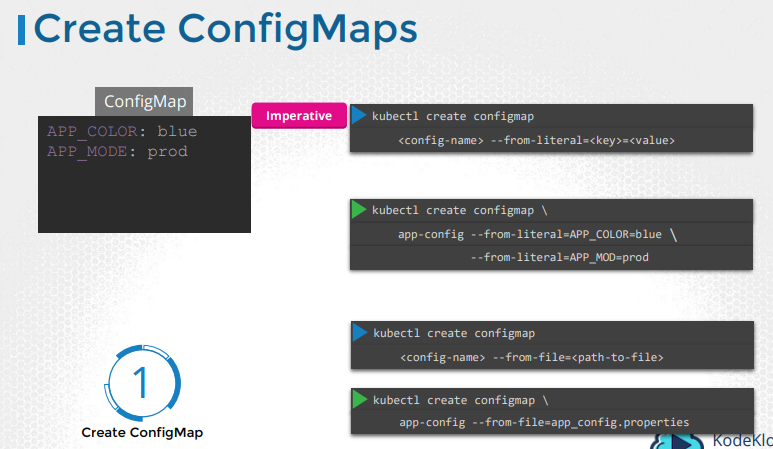 Create ConfigMaps
ConfigMap
APP_COLOR: blue
APP_MODE: prod
Imperative
kubectl create configmap
<config-name> --from-literal=<key>=<value>
kubectl create configmap \
app-config --from-literal=APP_COLOR=blue \
--from-literal=APP_MOD=prod
kubectl create configmap
<config-name> --from-file=<path-to-file>
kubectl create configmap \
app-config --from-file=app_config.properties
1
Create ConfigMap
KodeKlo